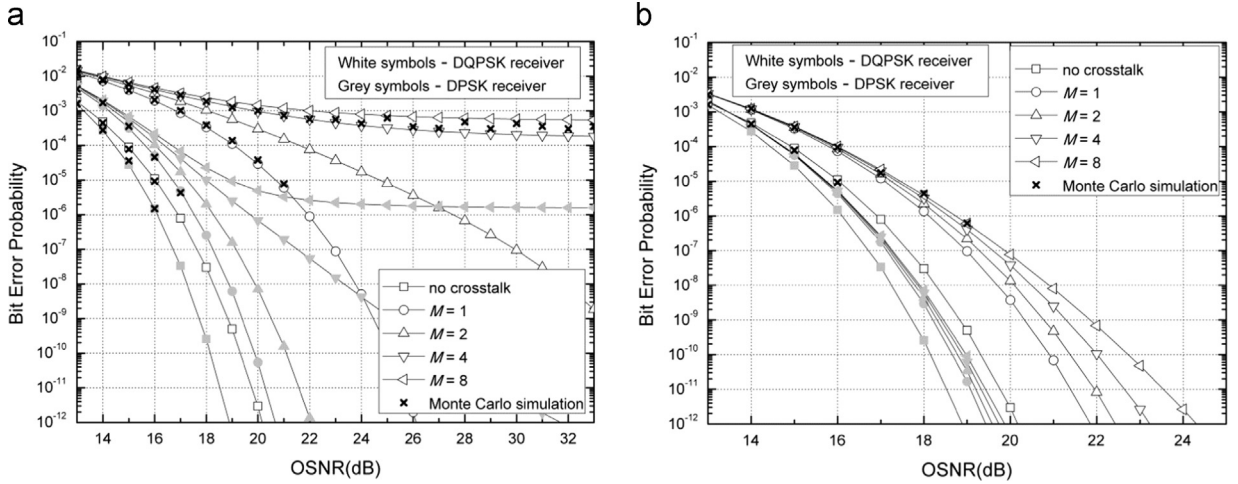 a
White symbols - DQPSK receiver
Grey symbols - DPSK receiver
Bit Error Probability
10⁻¹
10⁻²
10⁻³
10⁻⁴
10⁻⁵
10⁻⁶
10⁻⁷
10⁻⁸
10⁻⁹
10⁻¹⁰
10⁻¹¹
10⁻¹²
no crosstalk
M = 1
M = 2
M = 4
M = 8
Monte Carlo simulation
14 16 18 20 22 24 26 28 30 32
OSNR(dB)
b
White symbols - DQPSK receiver
Grey symbols - DPSK receiver
no crosstalk
M = 1
M = 2
M = 4
M = 8
Monte Carlo simulation
Bit Error Probability
10⁻¹
10⁻²
10⁻³
10⁻⁴
10⁻⁵
10⁻⁶
10⁻⁷
10⁻⁸
10⁻⁹
10⁻¹⁰
10⁻¹¹
10⁻¹²
14 16 18 20 22 24
OSNR(dB)